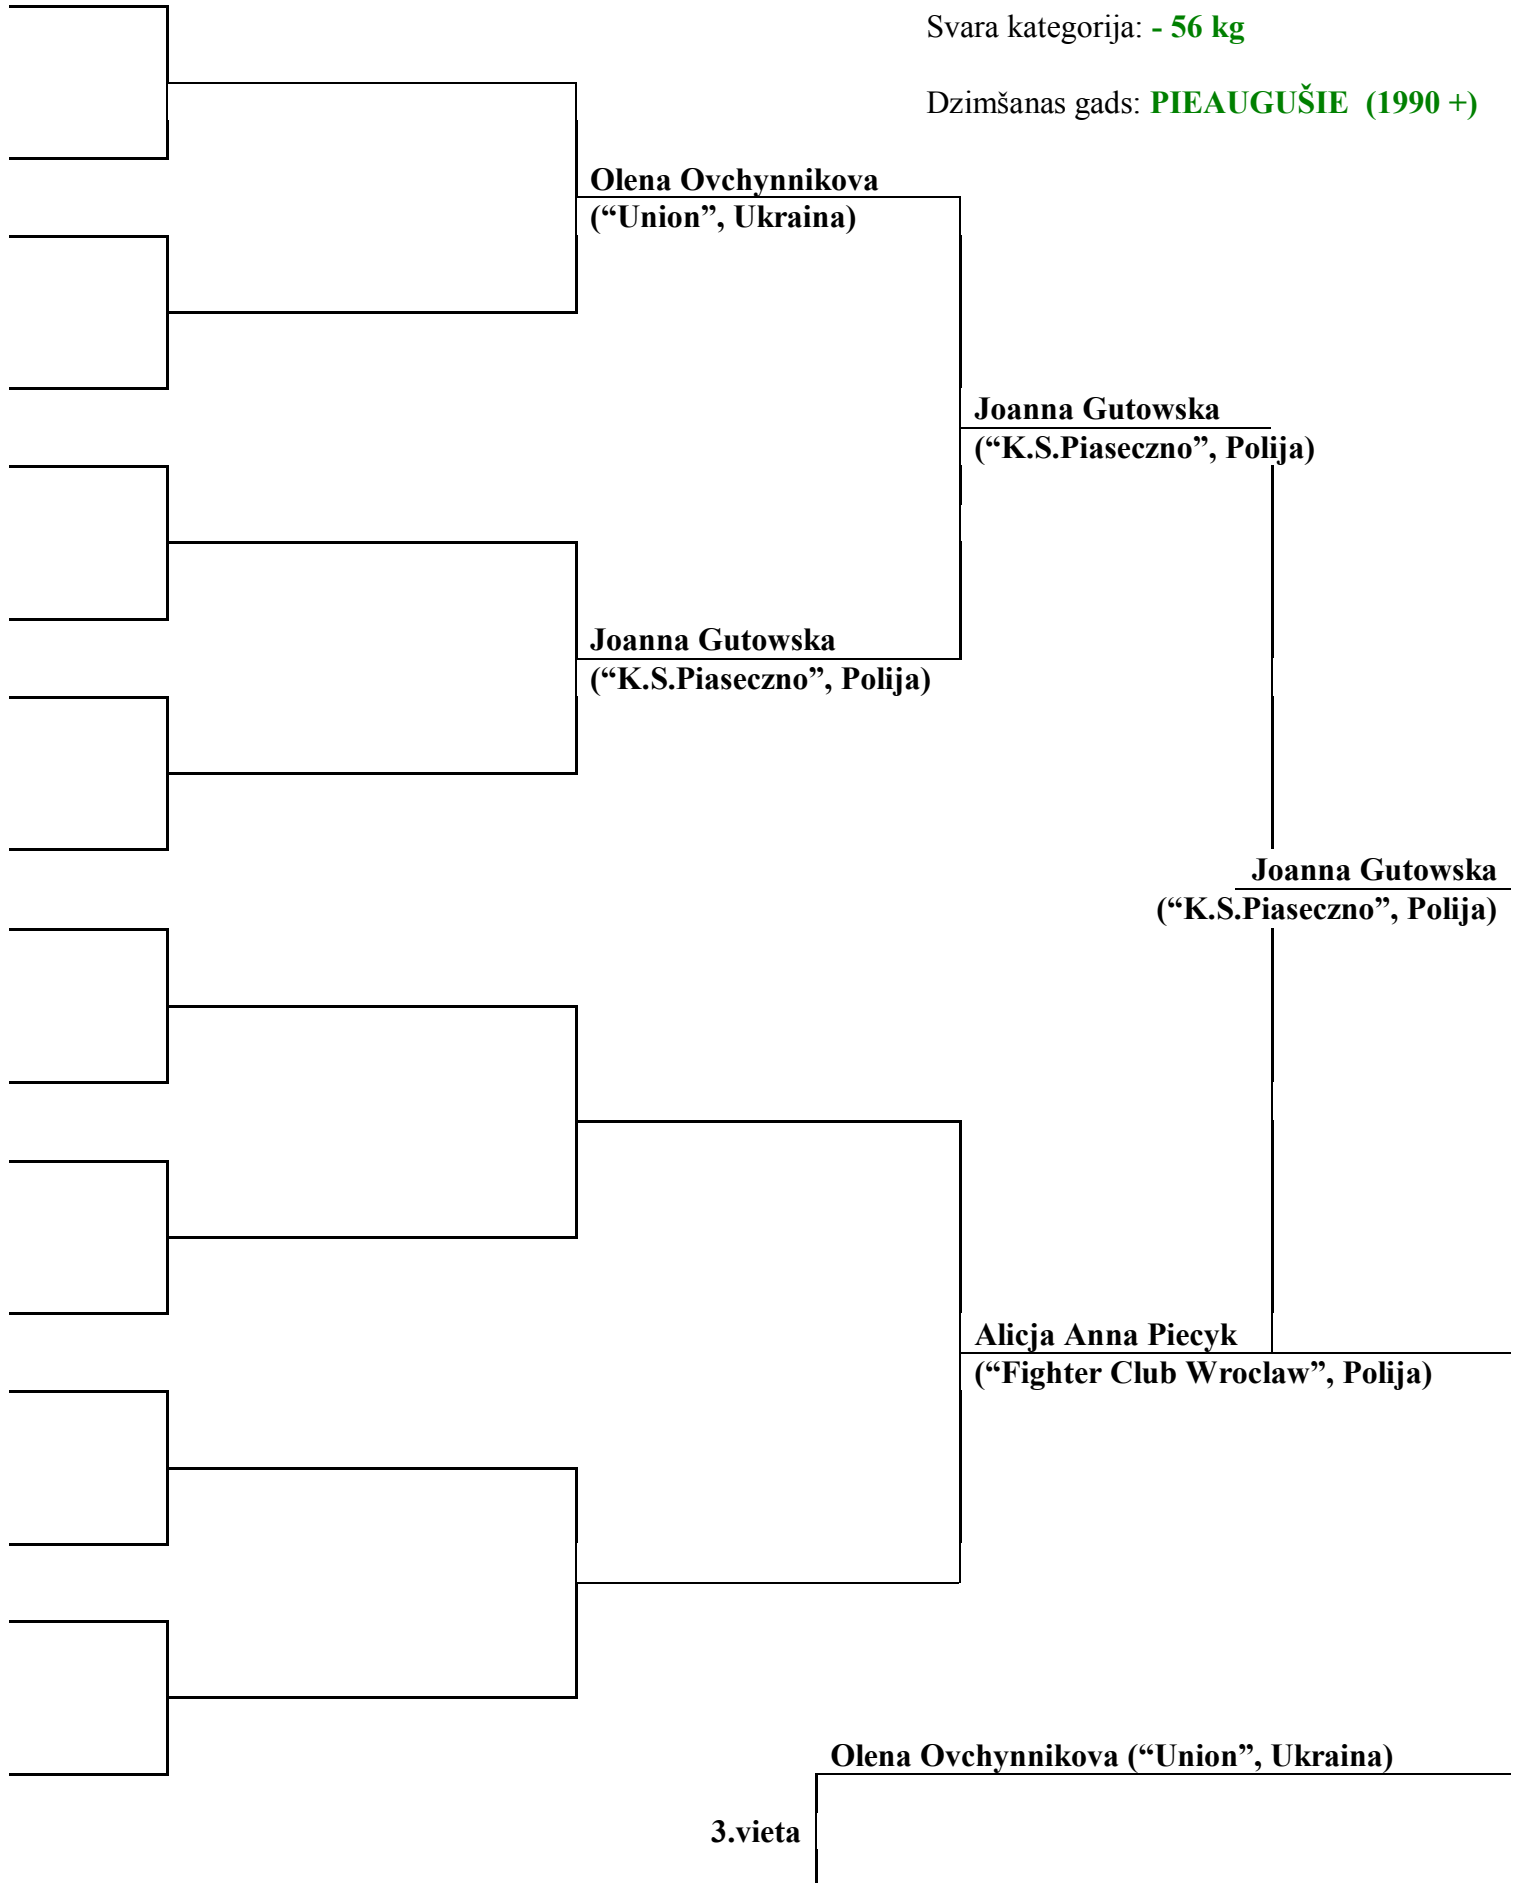 Svara kategorija: - 56 kg
Dzimšanas gads: PIEAUGUŠIE (1990 +)
Olena Ovchynnikova
(“Union”, Ukraina)
Joanna Gutowska
(“K.S.Piaseczno”, Polija)
Joanna Gutowska
(“K.S.Piaseczno”, Polija)
Joanna Gutowska
(“K.S.Piaseczno”, Polija)
Alicja Anna Piecyk
(“Fighter Club Wroclaw”, Polija)
Olena Ovchynnikova (“Union”, Ukraina)
3.vieta